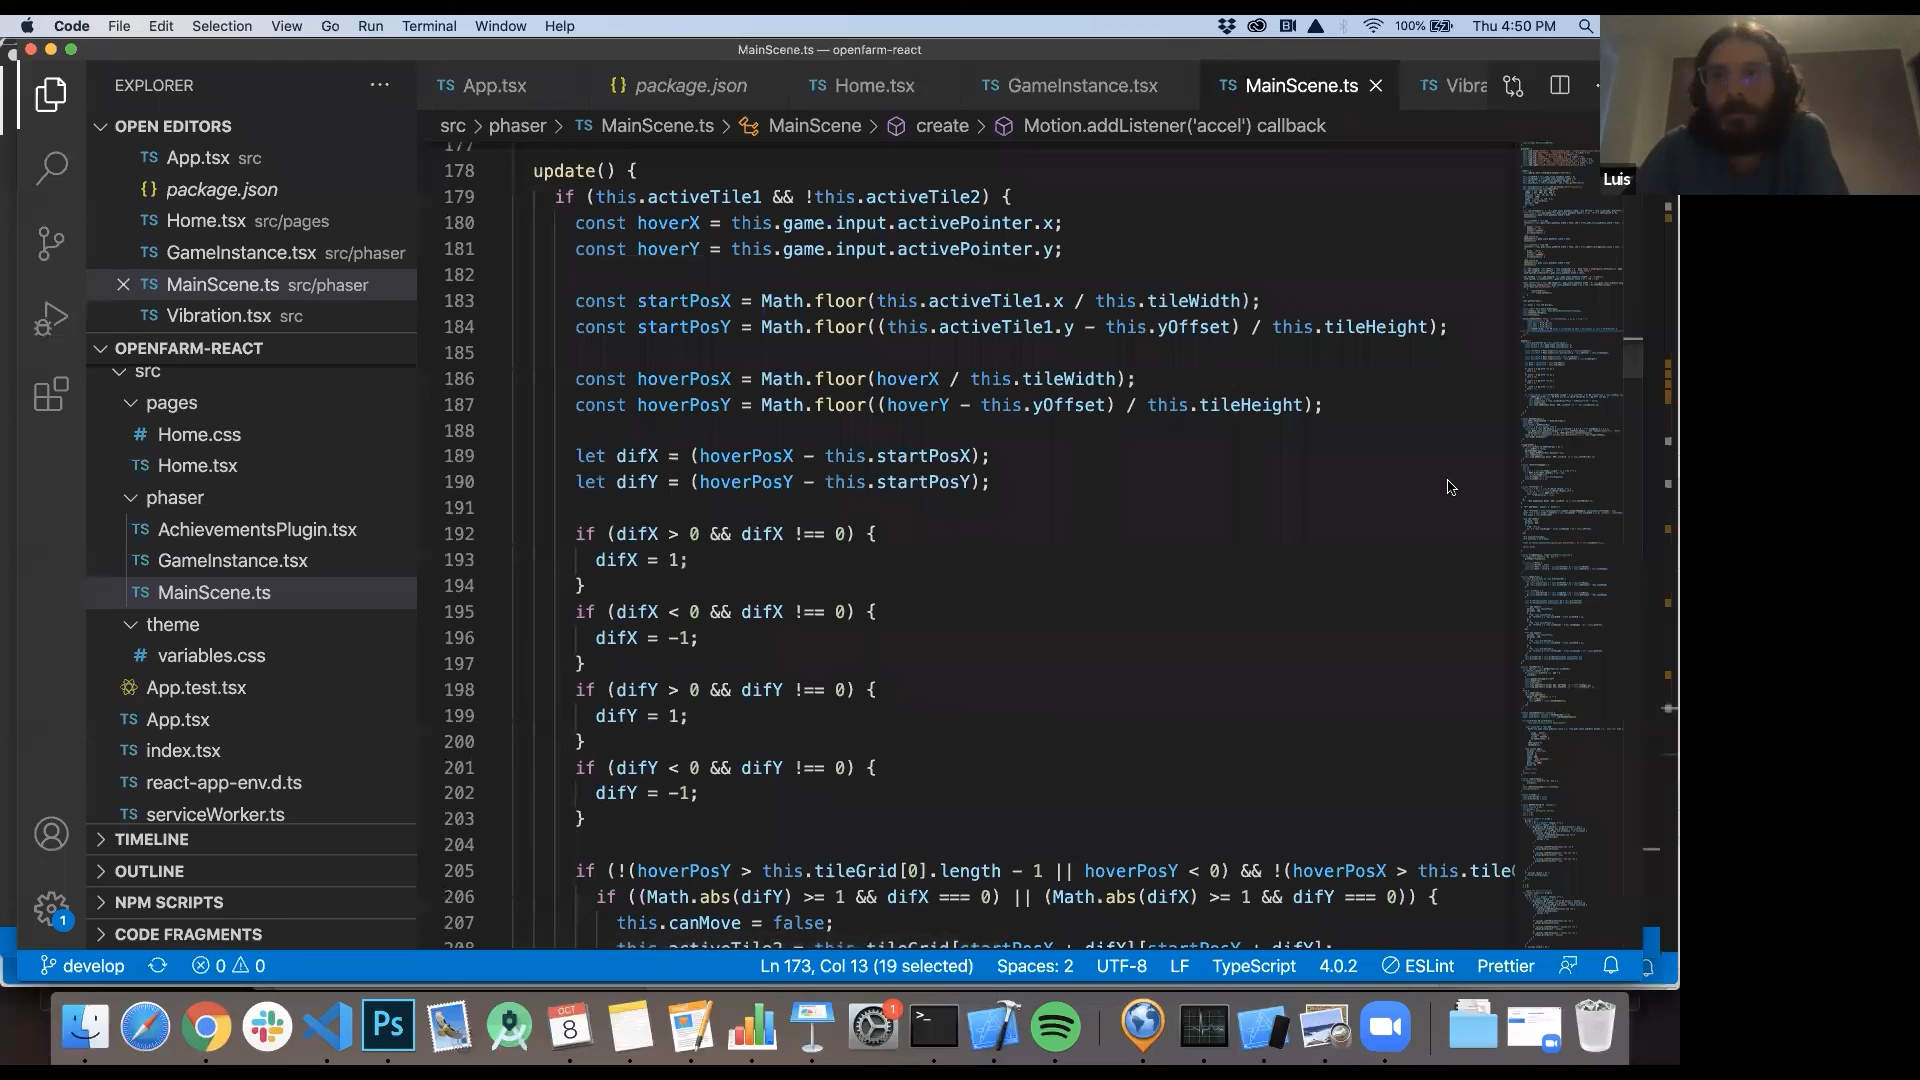 Code File Edit Selection View Go Run Terminal Window Help 100% Thu 4:50 PM
MainScene.ts — openfarm-react
EXPLORER ···
TS App.tsx {} package.json TS Home.tsx TS GameInstance.tsx TS MainScene.ts TS Vibra
src > phaser > TS MainScene.ts > MainScene > create > Motion.addListener('accel') callback
OPEN EDITORS
TS App.tsx src
{} package.json
TS Home.tsx src/pages
TS GameInstance.tsx src/phaser
TS MainScene.ts src/phaser
TS Vibration.tsx src
OPENFARM-REACT
src
pages
# Home.css
TS Home.tsx
phaser
TS AchievementsPlugin.tsx
TS GameInstance.tsx
TS MainScene.ts
theme
# variables.css
App.test.tsx
TS App.tsx
TS index.tsx
TS react-app-env.d.ts
TS serviceWorker.ts
TIMELINE
OUTLINE
NPM SCRIPTS
CODE FRAGMENTS
177
178 update() {
179 if (this.activeTile1 && !this.activeTile2) {
180 const hoverX = this.game.input.activePointer.x;
181 const hoverY = this.game.input.activePointer.y;
182
183 const startPosX = Math.floor(this.activeTile1.x / this.tileWidth);
184 const startPosY = Math.floor((this.activeTile1.y - this.yOffset) / this.tileHeight);
185
186 const hoverPosX = Math.floor(hoverX / this.tileWidth);
187 const hoverPosY = Math.floor((hoverY - this.yOffset) / this.tileHeight);
188
189 let difX = (hoverPosX - this.startPosX);
190 let difY = (hoverPosY - this.startPosY);
191
192 if (difX > 0 && difX !== 0) {
193 difX = 1;
194 }
195 if (difX < 0 && difX !== 0) {
196 difX = -1;
197 }
198 if (difY > 0 && difY !== 0) {
199 difY = 1;
200 }
201 if (difY < 0 && difY !== 0) {
202 difY = -1;
203 }
204
205 if (!(hoverPosY > this.tileGrid[0].length - 1 || hoverPosY < 0) && !(hoverPosX > this.tile
206 if ((Math.abs(difY) >= 1 && difX === 0) || (Math.abs(difX) >= 1 && difY === 0)) {
207 this.canMove = false;
208 this.activeTile2 = this.tileGrid[startPosX + difX][startPosY + difY];
Luis
1
develop 0 0 Ln 173, Col 13 (19 selected) Spaces: 2 UTF-8 LF TypeScript 4.0.2 ESLint Prettier
Ps
OCT
8
1
>_